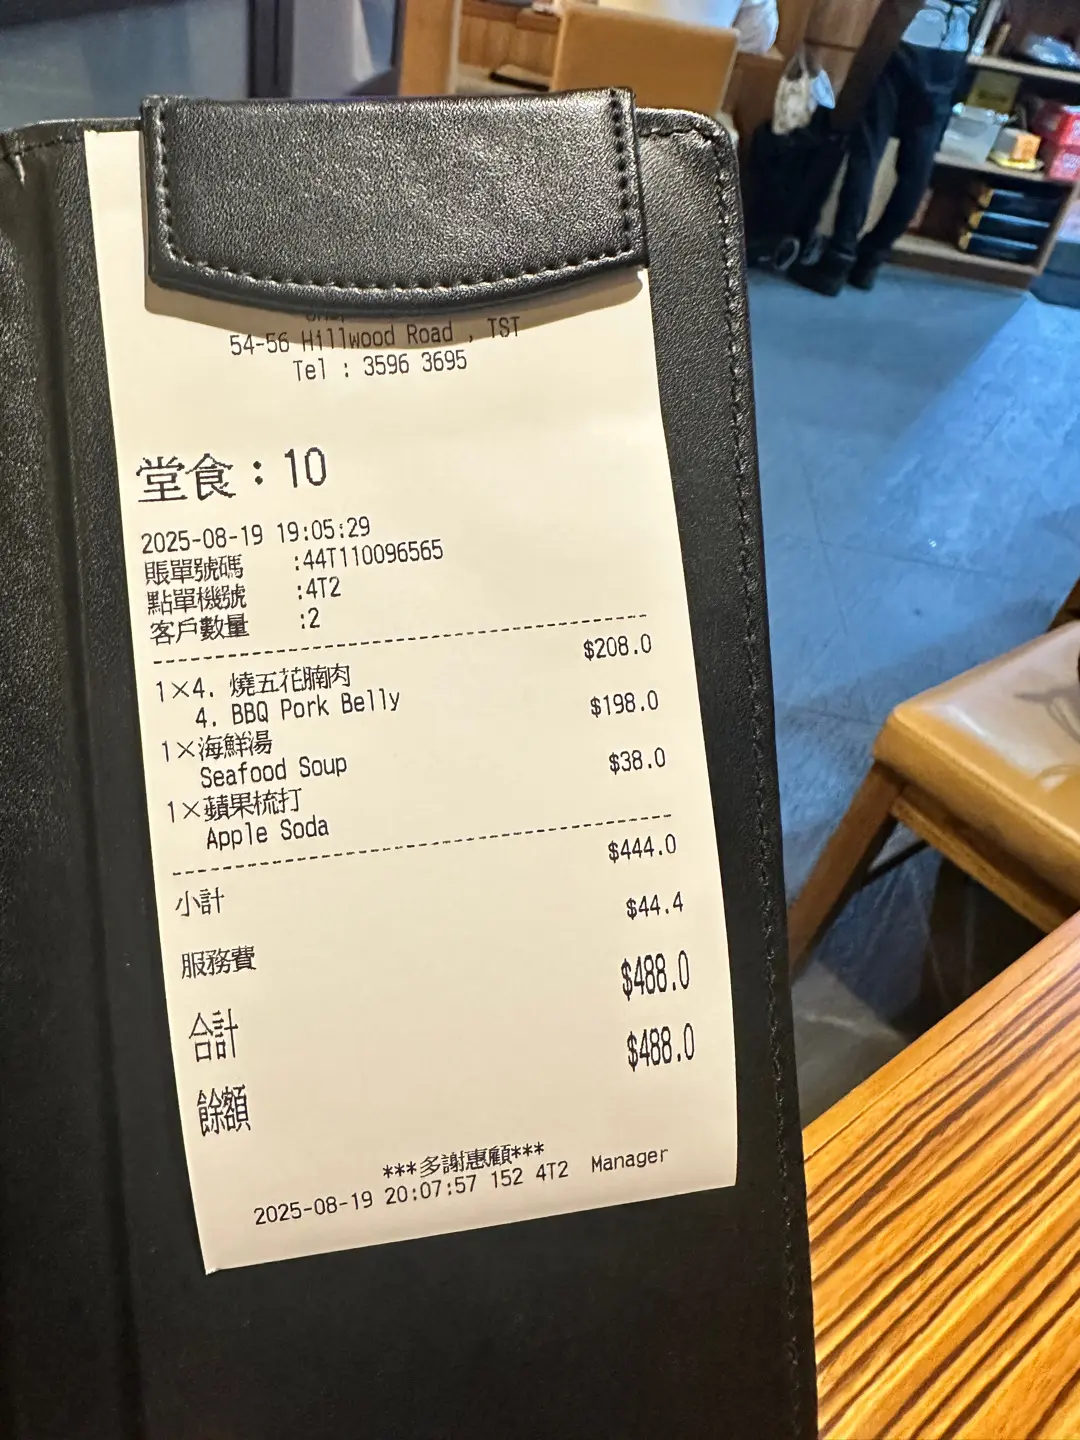 54-56 Hillwood Road , TST
Tel : 3596 3695
堂食：10
2025-08-19 19:05:29
賬單號碼 :44T110096565
點單機號 :4T2
客戶數量 :2
1×4. 燒五花腩肉 $208.0
4. BBQ Pork Belly
1×海鮮湯 $198.0
Seafood Soup
1×蘋果梳打 $38.0
Apple Soda
小計 $444.0
服務費 $44.4
合計 $488.0
餘額 $488.0
***多謝惠顧***
2025-08-19 20:07:57 152 4T2 Manager